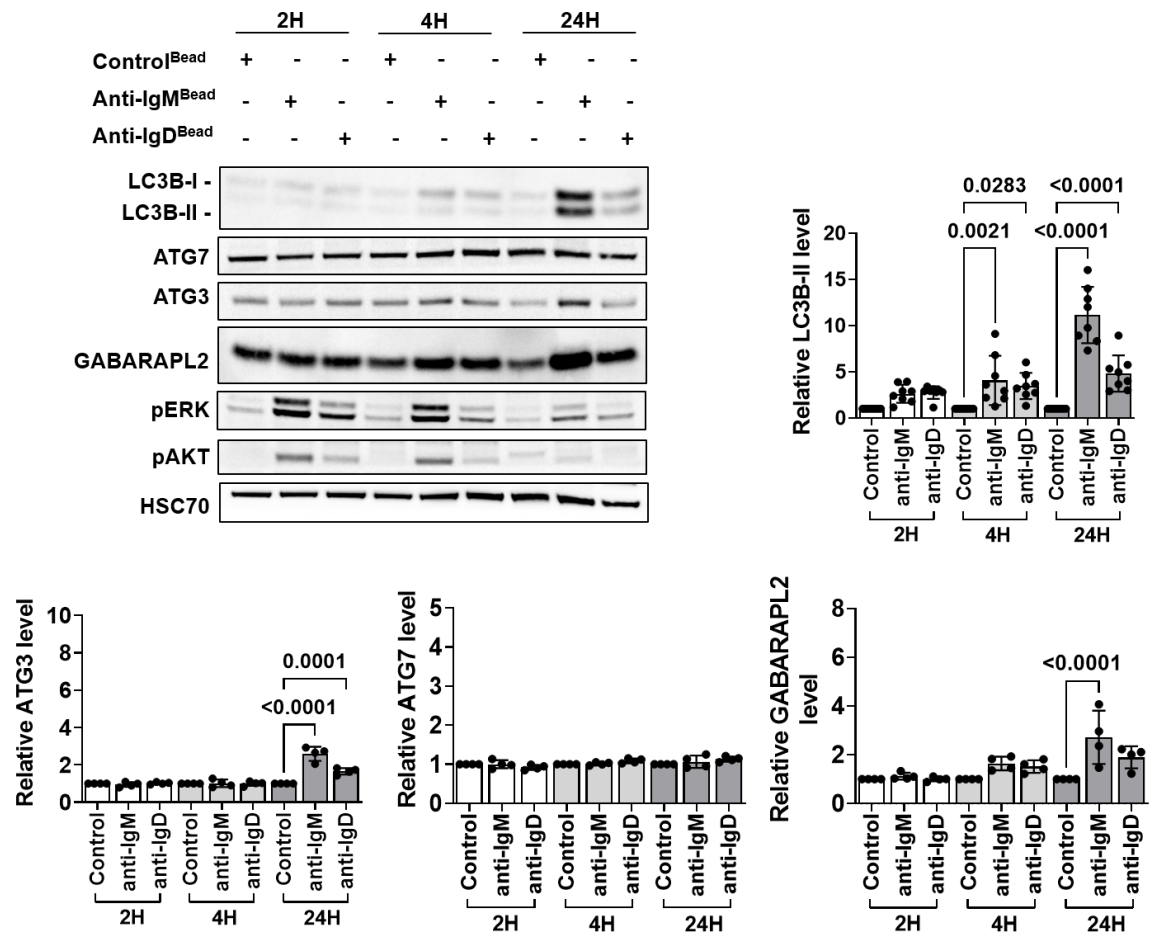 2H 4H 24H
Control^Bead + - - + - - + - -
Anti-IgM^Bead - + - - + - - + -
Anti-IgD^Bead - - + - - + - - +
LC3B-I -
LC3B-II -
ATG7
ATG3
GABARAPL2
pERK
pAKT
HSC70
Relative LC3B-II level
20
15
10
5
0
0.0283 <0.0001
0.0021 <0.0001
Control anti-IgM anti-IgD Control anti-IgM anti-IgD Control anti-IgM anti-IgD
2H 4H 24H
Relative ATG3 level
10
8
6
4
2
0
0.0001
<0.0001
Control anti-IgM anti-IgD Control anti-IgM anti-IgD Control anti-IgM anti-IgD
2H 4H 24H
Relative ATG7 level
5
4
3
2
1
0
Control anti-IgM anti-IgD Control anti-IgM anti-IgD Control anti-IgM anti-IgD
2H 4H 24H
Relative GABARAPL2
level
8
6
4
2
0
<0.0001
Control anti-IgM anti-IgD Control anti-IgM anti-IgD Control anti-IgM anti-IgD
2H 4H 24H